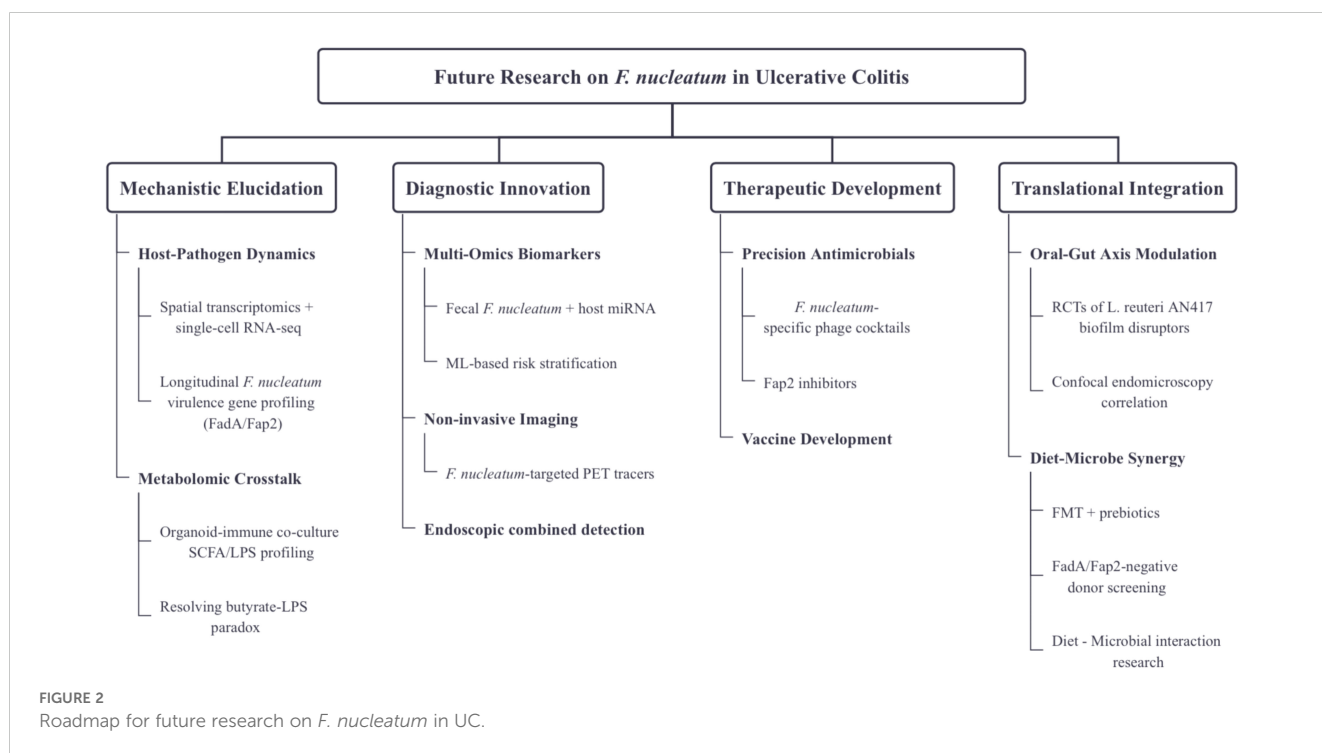 Future Research on F. nucleatum in Ulcerative Colitis
Mechanistic Elucidation
Host-Pathogen Dynamics
Spatial transcriptomics +
single-cell RNA-seq
Longitudinal F. nucleatum
virulence gene profiling
(FadA/Fap2)
Metabolomic Crosstalk
Organoid-immune co-culture
SCFA/LPS profiling
Resolving butyrate-LPS
paradox
Diagnostic Innovation
Multi-Omics Biomarkers
Fecal F. nucleatum + host miRNA
ML-based risk stratification
Non-invasive Imaging
F. nucleatum-targeted PET tracers
Endoscopic combined detection
Therapeutic Development
Precision Antimicrobials
F. nucleatum-
specific phage cocktails
Fap2 inhibitors
Vaccine Development
Translational Integration
Oral-Gut Axis Modulation
RCTs of L. reuteri AN417
biofilm disruptors
Confocal endomicroscopy
correlation
Diet-Microbe Synergy
FMT + prebiotics
FadA/Fap2-negative
donor screening
Diet - Microbial interaction
research
FIGURE 2
Roadmap for future research on F. nucleatum in UC.